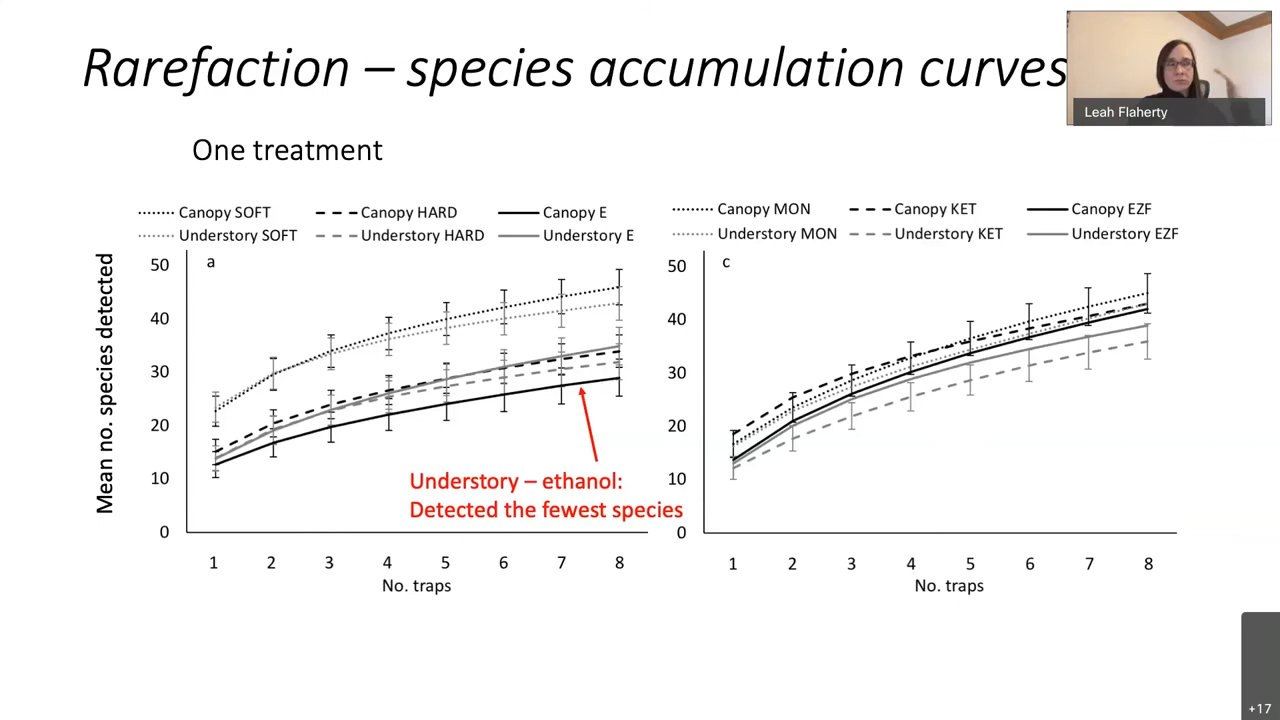 Rarefaction – species accumulation curves
Leah Flaherty
One treatment
Canopy SOFT Canopy HARD Canopy E
Understory SOFT Understory HARD Understory E
Canopy MON Canopy KET Canopy EZF
Understory MON Understory KET Understory EZF
Mean no. species detected
a
50
40
30
20
10
0
1 2 3 4 5 6 7 8
No. traps
Understory – ethanol:
Detected the fewest species
c
50
40
30
20
10
0
1 2 3 4 5 6 7 8
No. traps
+17